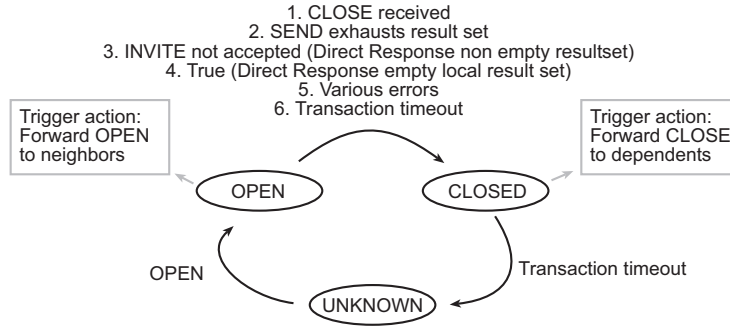 1. CLOSE received
2. SEND exhausts result set
3. INVITE not accepted (Direct Response non empty resultset)
4. True (Direct Response empty local result set)
5. Various errors
6. Transaction timeout
Trigger action:
Forward OPEN
to neighbors
Trigger action:
Forward CLOSE
to dependents
OPEN
CLOSED
OPEN
Transaction timeout
UNKNOWN